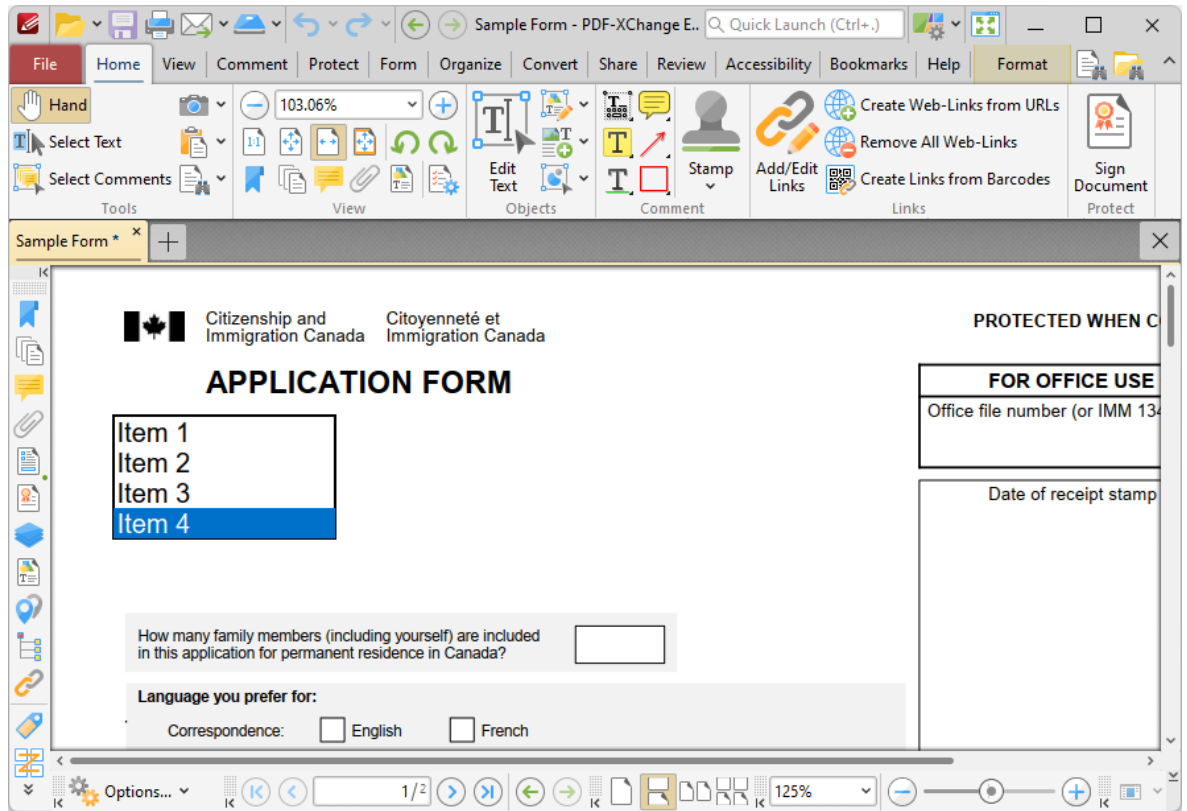 Sample Form - PDF-XChange E..
Quick Launch (Ctrl+.)
File Home View Comment Protect Form Organize Convert Share Review Accessibility Bookmarks Help Format
Hand
Select Text
Select Comments
Tools
103.06%
1:1
View
Edit
Text
Objects
Stamp
Comment
Add/Edit
Links
Create Web-Links from URLs
Remove All Web-Links
Create Links from Barcodes
Links
Sign
Document
Protect
Sample Form *
Citizenship and
Immigration Canada
Citoyenneté et
Immigration Canada
PROTECTED WHEN C
APPLICATION FORM
FOR OFFICE USE
Office file number (or IMM 134
Date of receipt stamp
Item 1
Item 2
Item 3
Item 4
How many family members (including yourself) are included
in this application for permanent residence in Canada?
Language you prefer for:
Correspondence: English French
Options...
1/2
125%